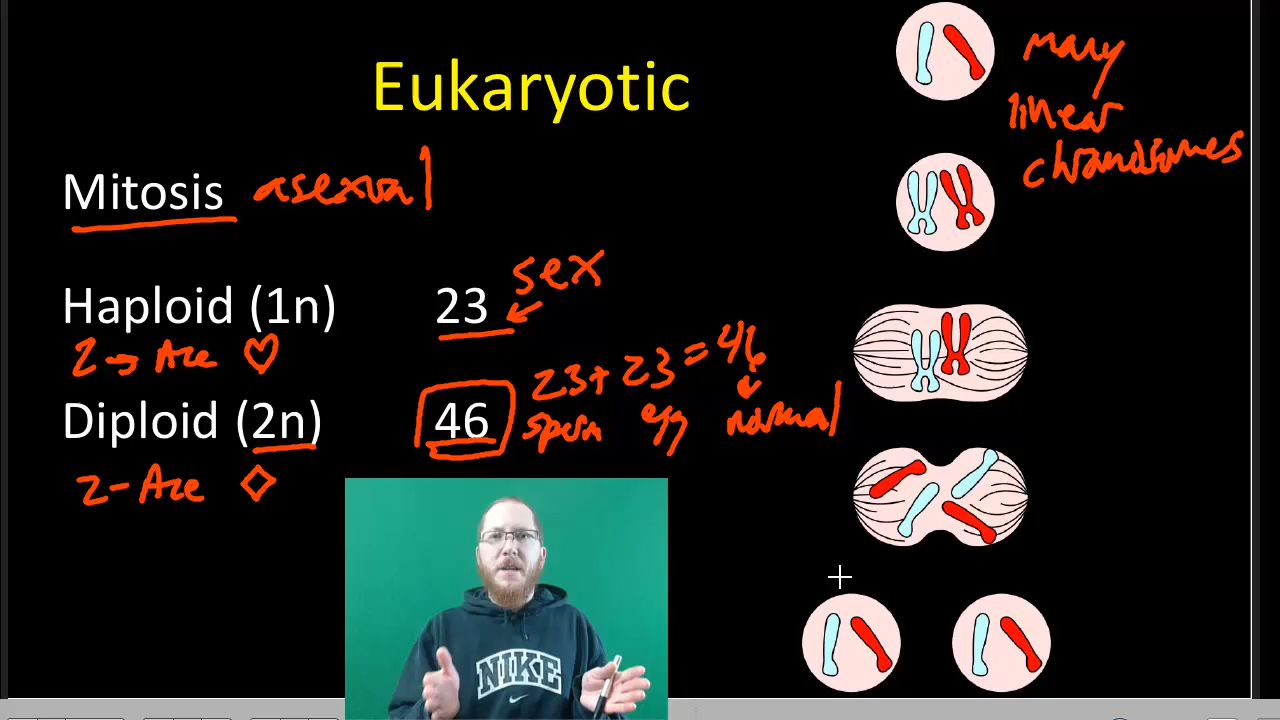 Eukaryotic
many
linear
Mitosis asexual
Haploid (1n) 23 sex
2 → Ace ♡
23 + 23 = 46
sperm egg normal
Diploid (2n) 46
2 - Ace ◇
NIKE